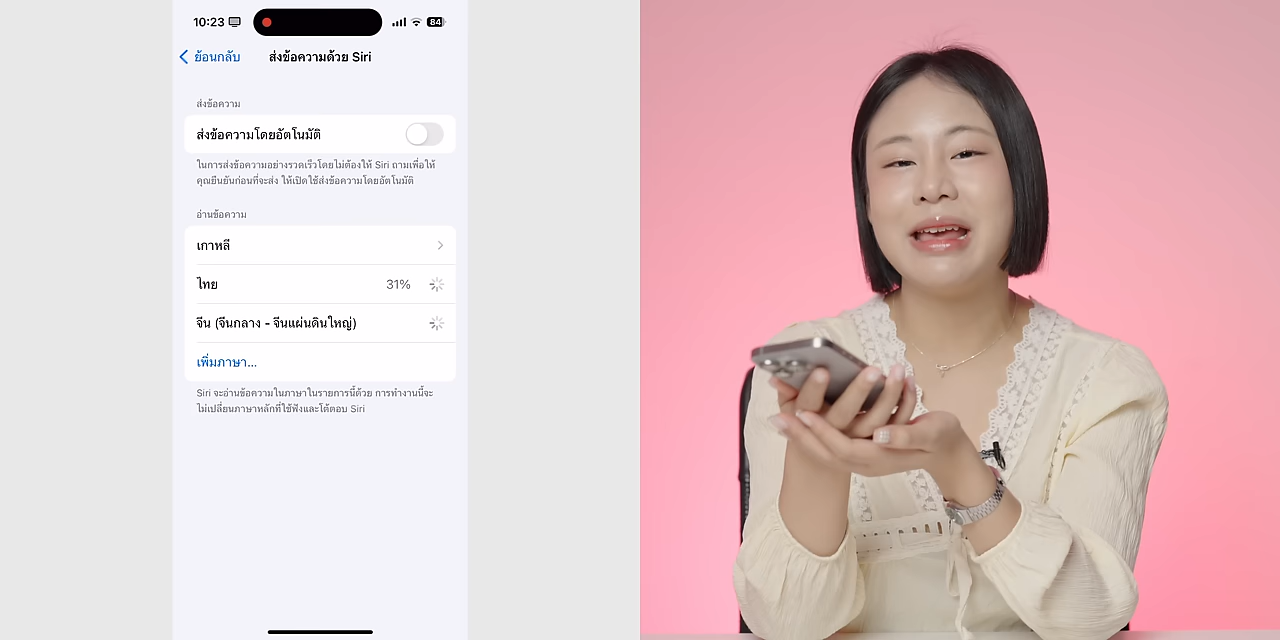 10:23
84
ย้อนกลับ
ส่งข้อความด้วย Siri
ส่งข้อความ
ส่งข้อความโดยอัตโนมัติ
ในการส่งข้อความอย่างรวดเร็วโดยไม่ต้องให้ Siri ถามเพื่อให้
คุณยืนยันก่อนที่จะส่ง ให้เปิดใช้ส่งข้อความโดยอัตโนมัติ
อ่านข้อความ
เกาหลี
ไทย 31%
จีน (จีนกลาง - จีนแผ่นดินใหญ่)
เพิ่มภาษา...
Siri จะอ่านข้อความในภาษาในรายการนี้ด้วย การทำงานนี้จะ
ไม่เปลี่ยนภาษาหลักที่ใช้ฟังและโต้ตอบ Siri